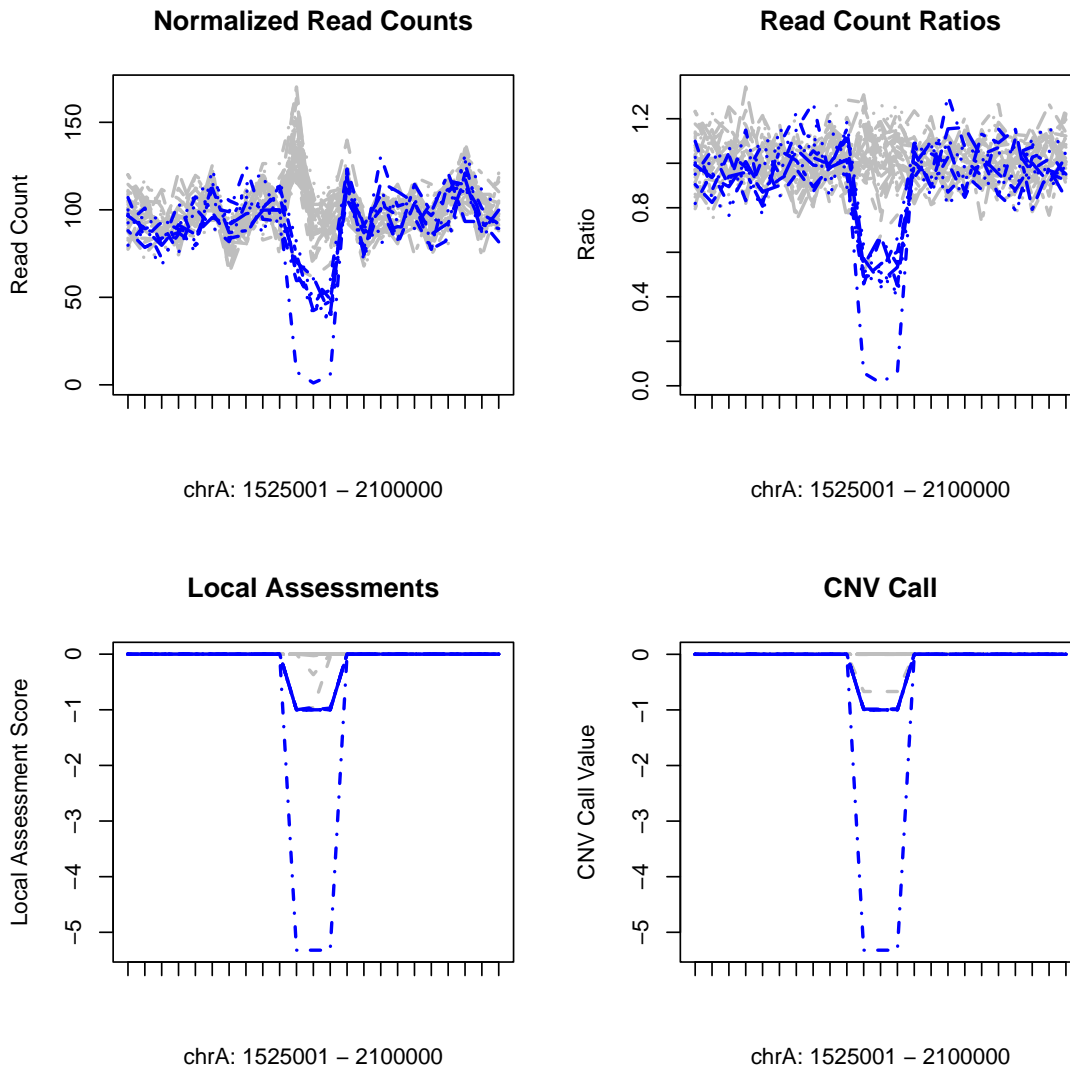 Normalized Read Counts
Read Count
0
50
100
150
chrA: 1525001 − 2100000
Read Count Ratios
Ratio
0.0
0.4
0.8
1.2
chrA: 1525001 − 2100000
Local Assessments
Local Assessment Score
−5
−4
−3
−2
−1
0
chrA: 1525001 − 2100000
CNV Call
CNV Call Value
−5
−4
−3
−2
−1
0
chrA: 1525001 − 2100000